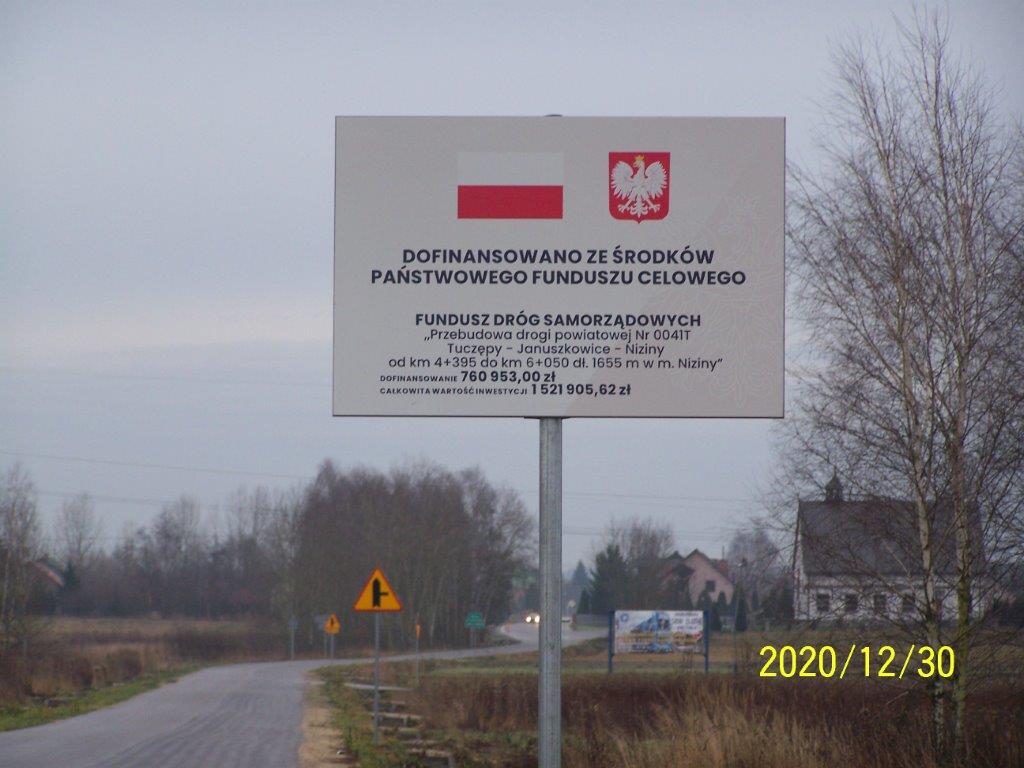 DOFINANSOWANO ZE ŚRODKÓW
PAŃSTWOWEGO FUNDUSZU CELOWEGO
FUNDUSZ DRÓG SAMORZĄDOWYCH
„Przebudowa drogi powiatowej Nr 0041T
Tuczępy - Januszkowice - Niziny
od km 4+395 do km 6+050 dł. 1655 m w m. Niziny”
DOFINANSOWANIE 760 953,00 zł
CAŁKOWITA WARTOŚĆ INWESTYCJI 1 521 905,62 zł
2020/12/30